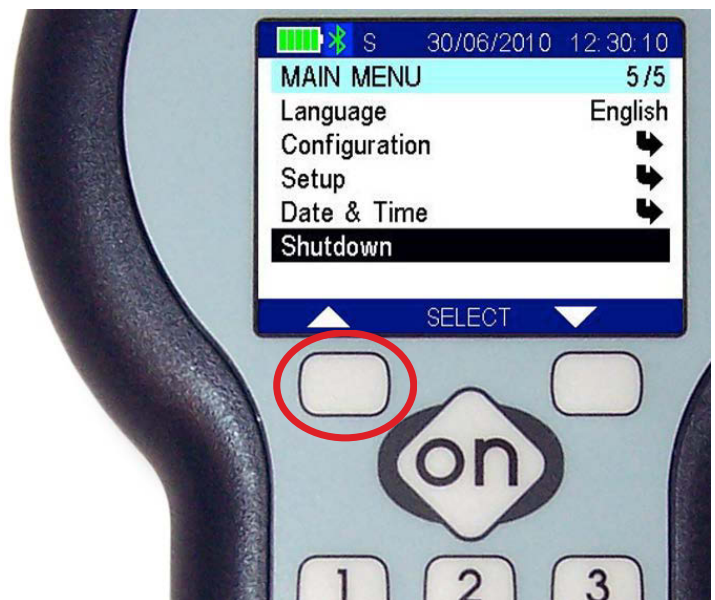 S 30/06/2010 12:30:10
MAIN MENU 5/5
Language English
Configuration
Setup
Date & Time
Shutdown
SELECT
on
1 2 3